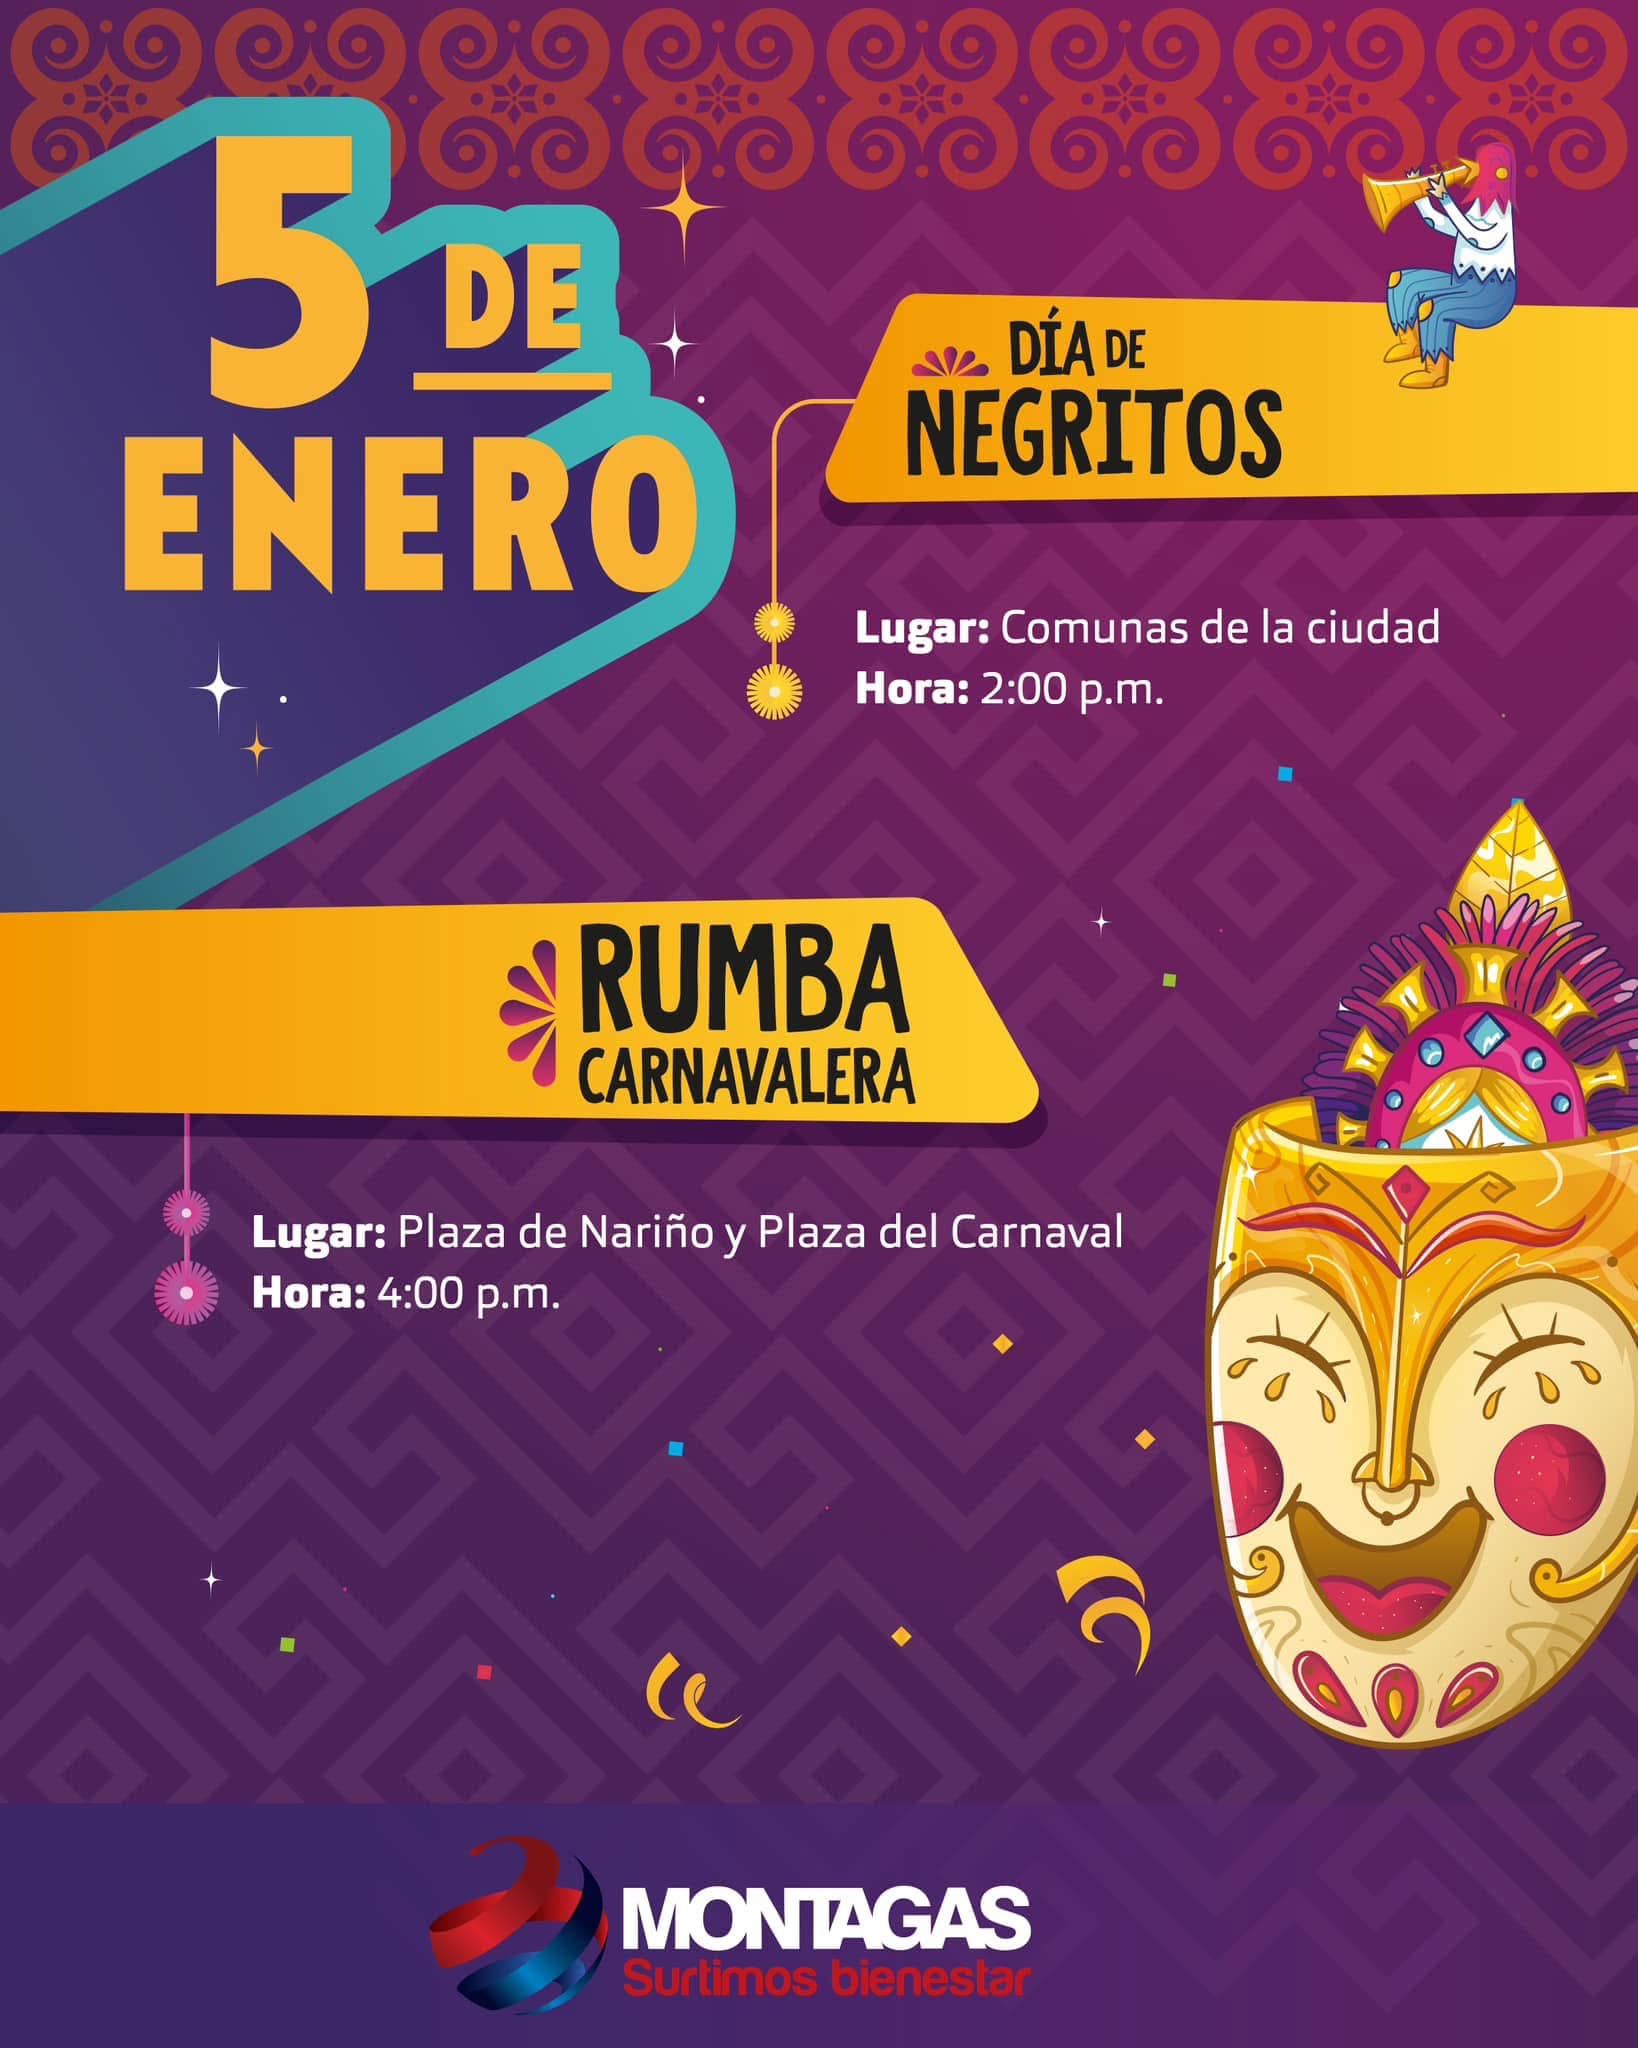 5 DE
ENERO
DÍA DE
NEGRITOS
Lugar: Comunas de la ciudad
Hora: 2:00 p.m.
RUMBA
CARNAVALERA
Lugar: Plaza de Nariño y Plaza del Carnaval
Hora: 4:00 p.m.
MONTAGAS
Surtimos bienestar